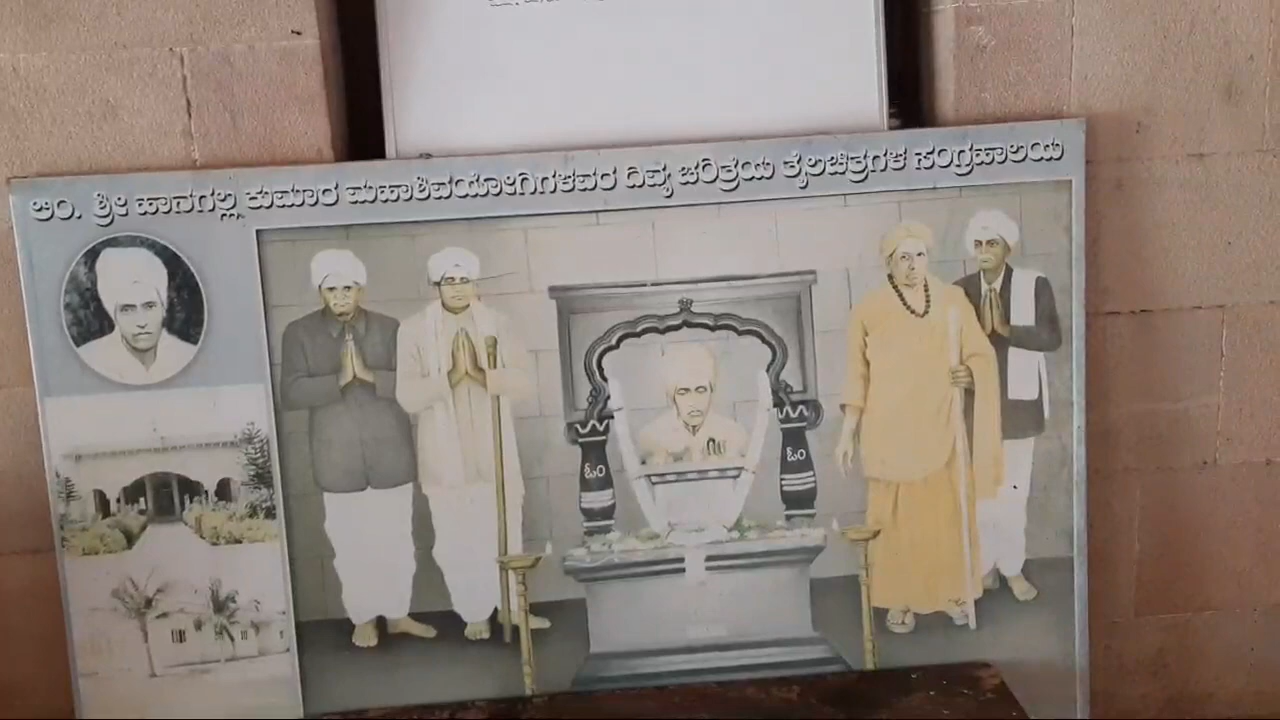 ಲಿಂ. ಶ್ರೀ ಹಾನಗಲ್ಲ ಕುಮಾರ ಮಹಾಶಿವಯೋಗಿಗಳವರ ದಿವ್ಯ ಚರಿತ್ರೆಯ ತೈಲಚಿತ್ರಗಳ ಸಂಗ್ರಹಾಲಯ
ಓಂ
ಓಂ